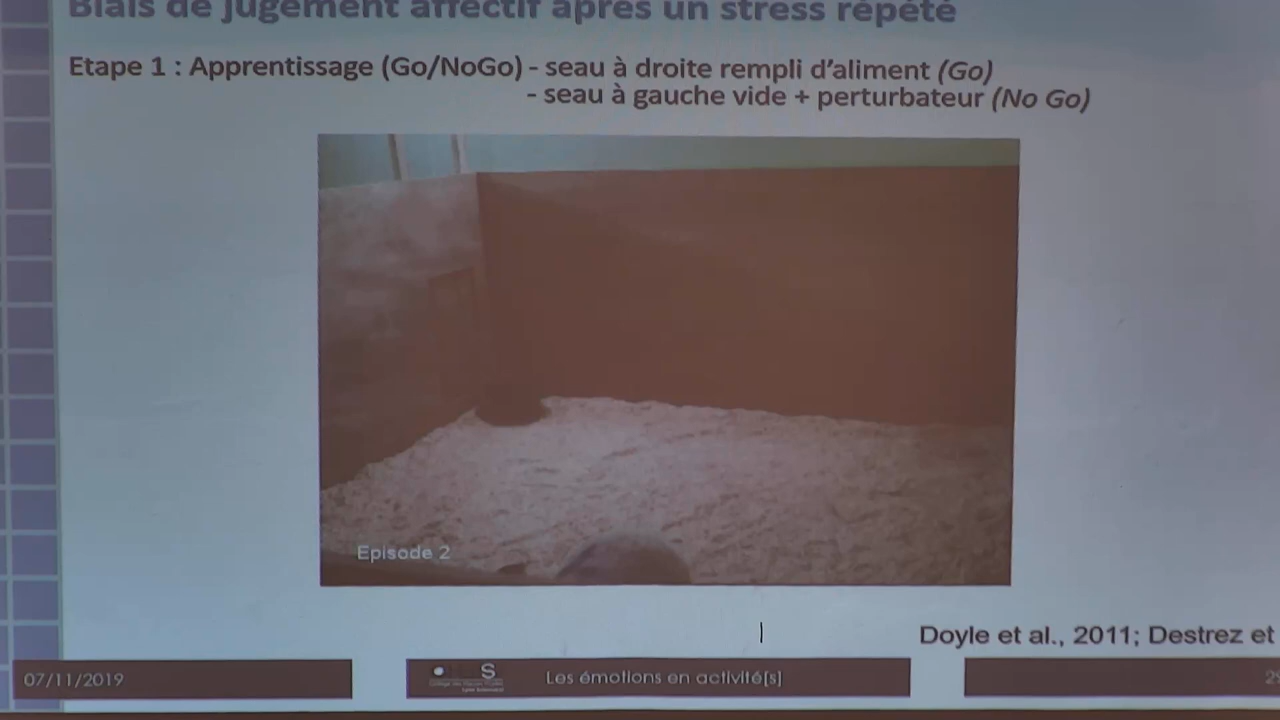 Biais de jugement affectif après un stress répété
Etape 1 : Apprentissage (Go/NoGo) - seau à droite rempli d'aliment (Go)
- seau à gauche vide + perturbateur (No Go)
Episode 2
Doyle et al., 2011; Destrez et
07/11/2019
S
Les émotions en activité(s)